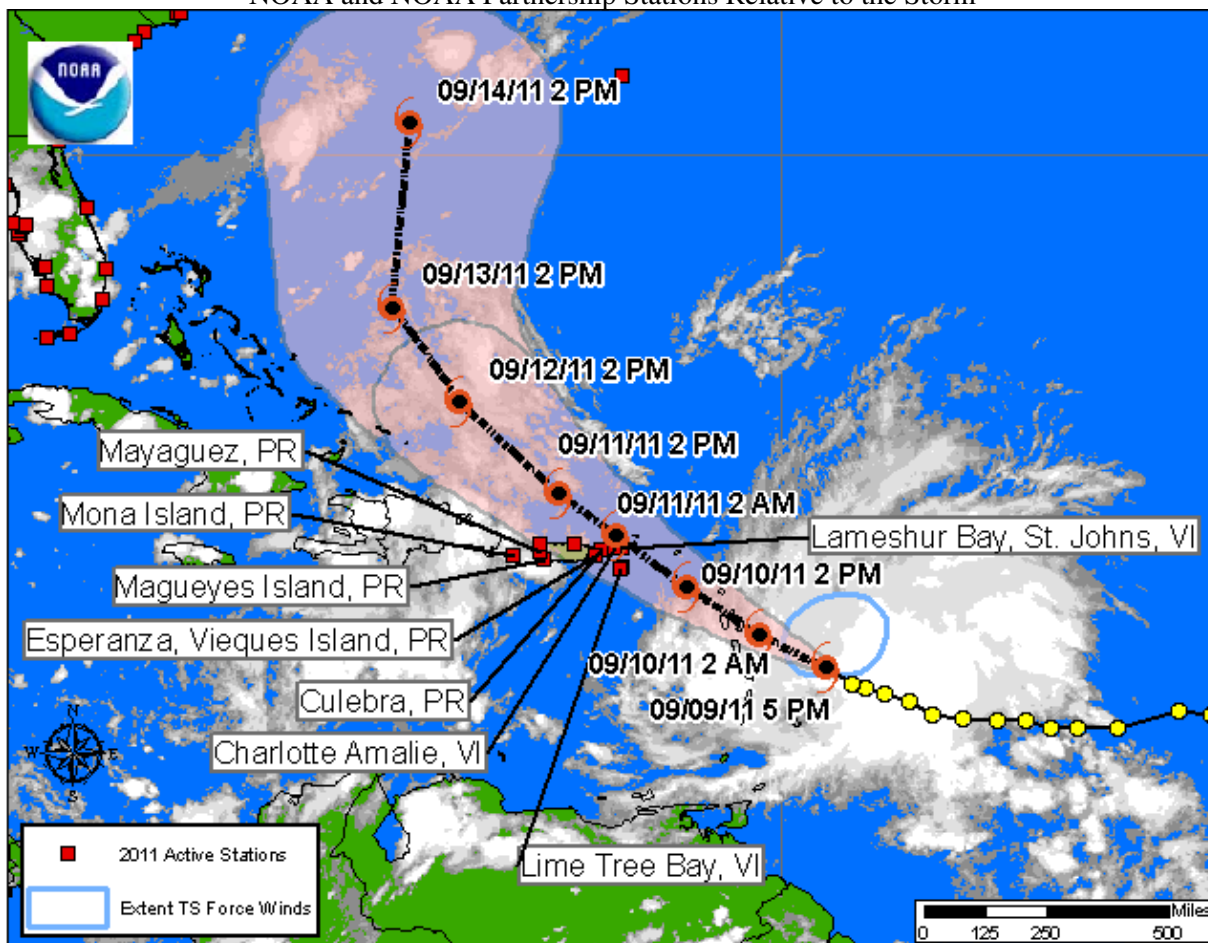 NOAA and NOAA Partnership Stations Relative to the Storm
NOAA
09/14/11 2 PM
09/13/11 2 PM
09/12/11 2 PM
09/11/11 2 PM
Mayaguez, PR
Mona Island, PR
09/11/11 2 AM
Lameshur Bay, St. Johns, VI
Magueyes Island, PR
09/10/11 2 PM
Esperanza, Vieques Island, PR
09/10/11 2 AM
Culebra, PR
09/09/11 5 PM
Charlotte Amalie, VI
N
W
E
S
Lime Tree Bay, VI
2011 Active Stations
Extent TS Force Winds
Miles
0 125 250 500